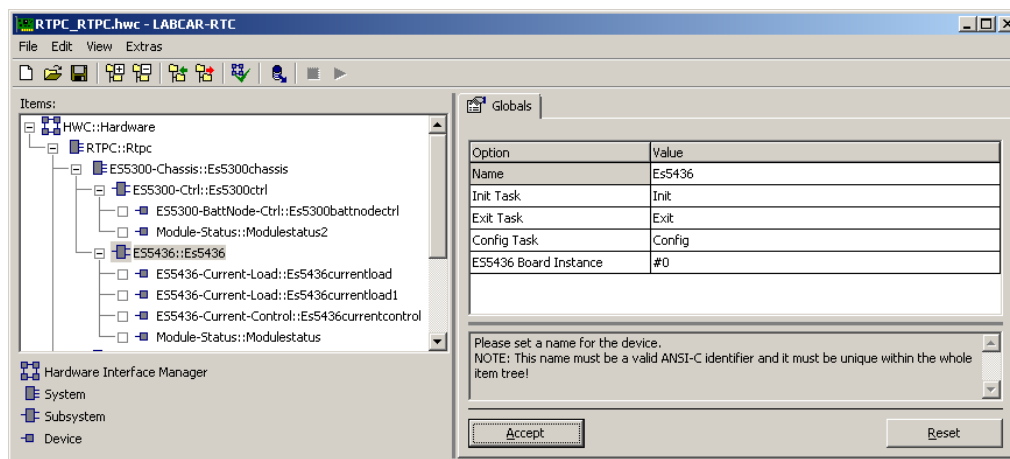 RTPC_RTPC.hwc - LABCAR-RTC
File Edit View Extras
Items:
HWC::Hardware
RTPC::Rtpc
ES5300-Chassis::Es5300chassis
ES5300-Ctrl::Es5300ctrl
ES5300-BattNode-Ctrl::Es5300battnodectrl
Module-Status::Modulestatus2
ES5436::Es5436
ES5436-Current-Load::Es5436currentload
ES5436-Current-Load::Es5436currentload1
ES5436-Current-Control::Es5436currentcontrol
Module-Status::Modulestatus
Hardware Interface Manager
System
Subsystem
Device
Globals
Option Value
Name Es5436
Init Task Init
Exit Task Exit
Config Task Config
ES5436 Board Instance #0
Please set a name for the device.
NOTE: This name must be a valid ANSI-C identifier and it must be unique within the whole
item tree!
Accept Reset